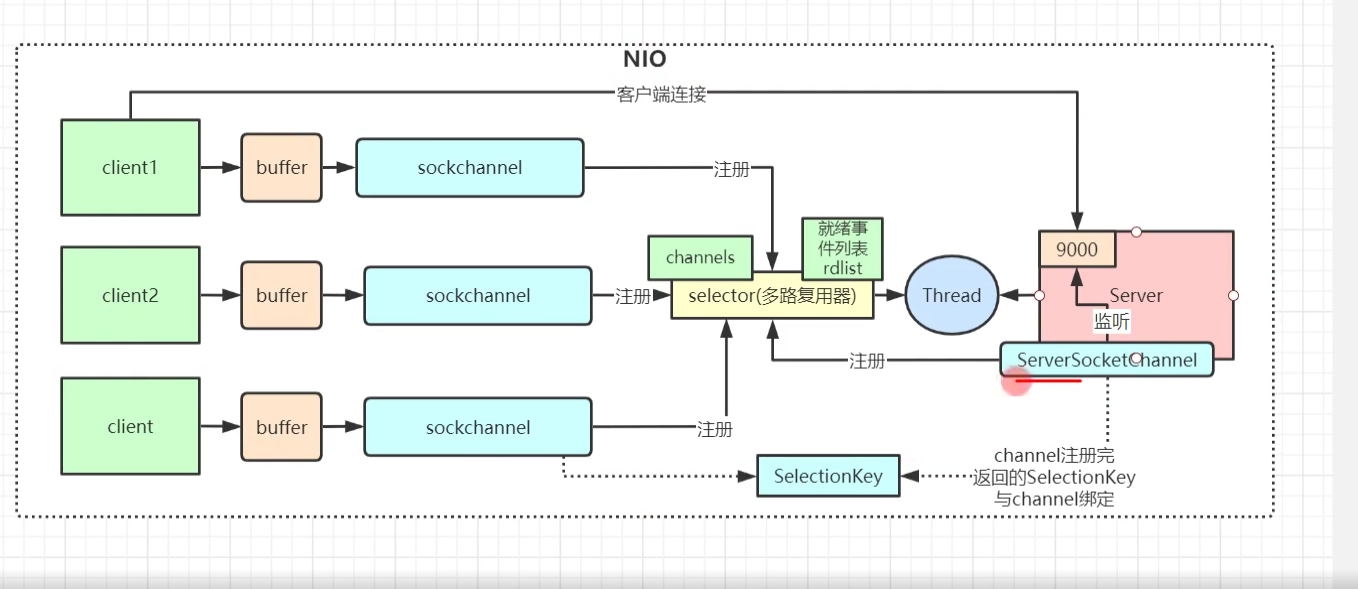 NIO
客户端连接
client1
buffer
sockchannel
注册
就绪事
件列表
rdlist
channels
9000
client2
buffer
sockchannel
注册
selector(多路复用器)
Thread
Server
监听
注册
ServerSocketChannel
client
buffer
sockchannel
注册
SelectionKey
channel注册完
返回的SelectionKey
与channel绑定